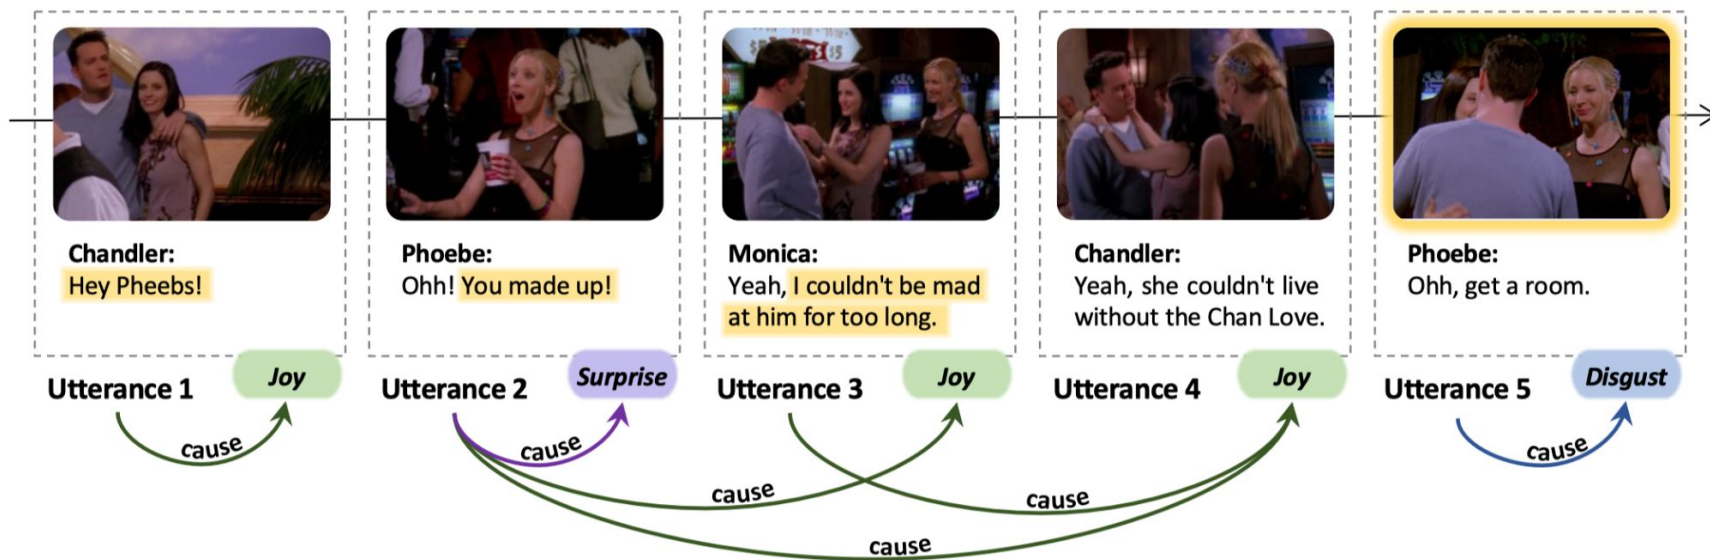 Chandler:
Hey Pheebs!
Phoebe:
Ohh! You made up!
Monica:
Yeah, I couldn't be mad
at him for too long.
Chandler:
Yeah, she couldn't live
without the Chan Love.
Phoebe:
Ohh, get a room.
Utterance 1
Joy
Utterance 2
Surprise
Utterance 3
Joy
Utterance 4
Joy
Utterance 5
Disgust
cause
cause
cause
cause
cause
cause